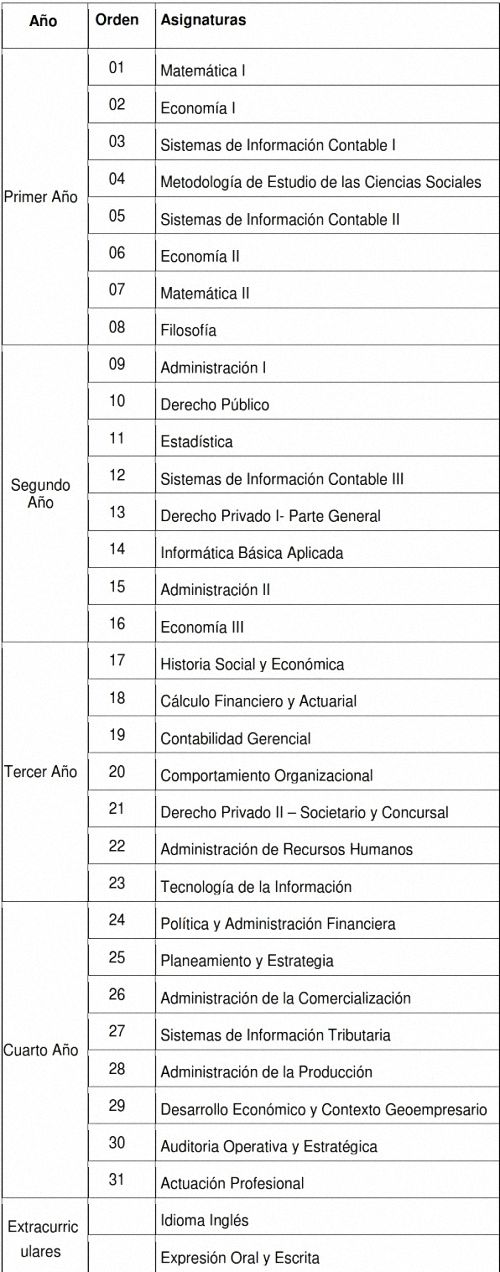 Año Orden Asignaturas
Primer Año
01 Matemática I
02 Economía I
03 Sistemas de Información Contable I
04 Metodología de Estudio de las Ciencias Sociales
05 Sistemas de Información Contable II
06 Economía II
07 Matemática II
08 Filosofía
Segundo
Año
09 Administración I
10 Derecho Público
11 Estadística
12 Sistemas de Información Contable III
13 Derecho Privado I- Parte General
14 Informática Básica Aplicada
15 Administración II
16 Economía III
Tercer Año
17 Historia Social y Económica
18 Cálculo Financiero y Actuarial
19 Contabilidad Gerencial
20 Comportamiento Organizacional
21 Derecho Privado II – Societario y Concursal
22 Administración de Recursos Humanos
23 Tecnología de la Información
Cuarto Año
24 Política y Administración Financiera
25 Planeamiento y Estrategia
26 Administración de la Comercialización
27 Sistemas de Información Tributaria
28 Administración de la Producción
29 Desarrollo Económico y Contexto Geoempresario
30 Auditoria Operativa y Estratégica
31 Actuación Profesional
Extracurric
ulares
Idioma Inglés
Expresión Oral y Escrita